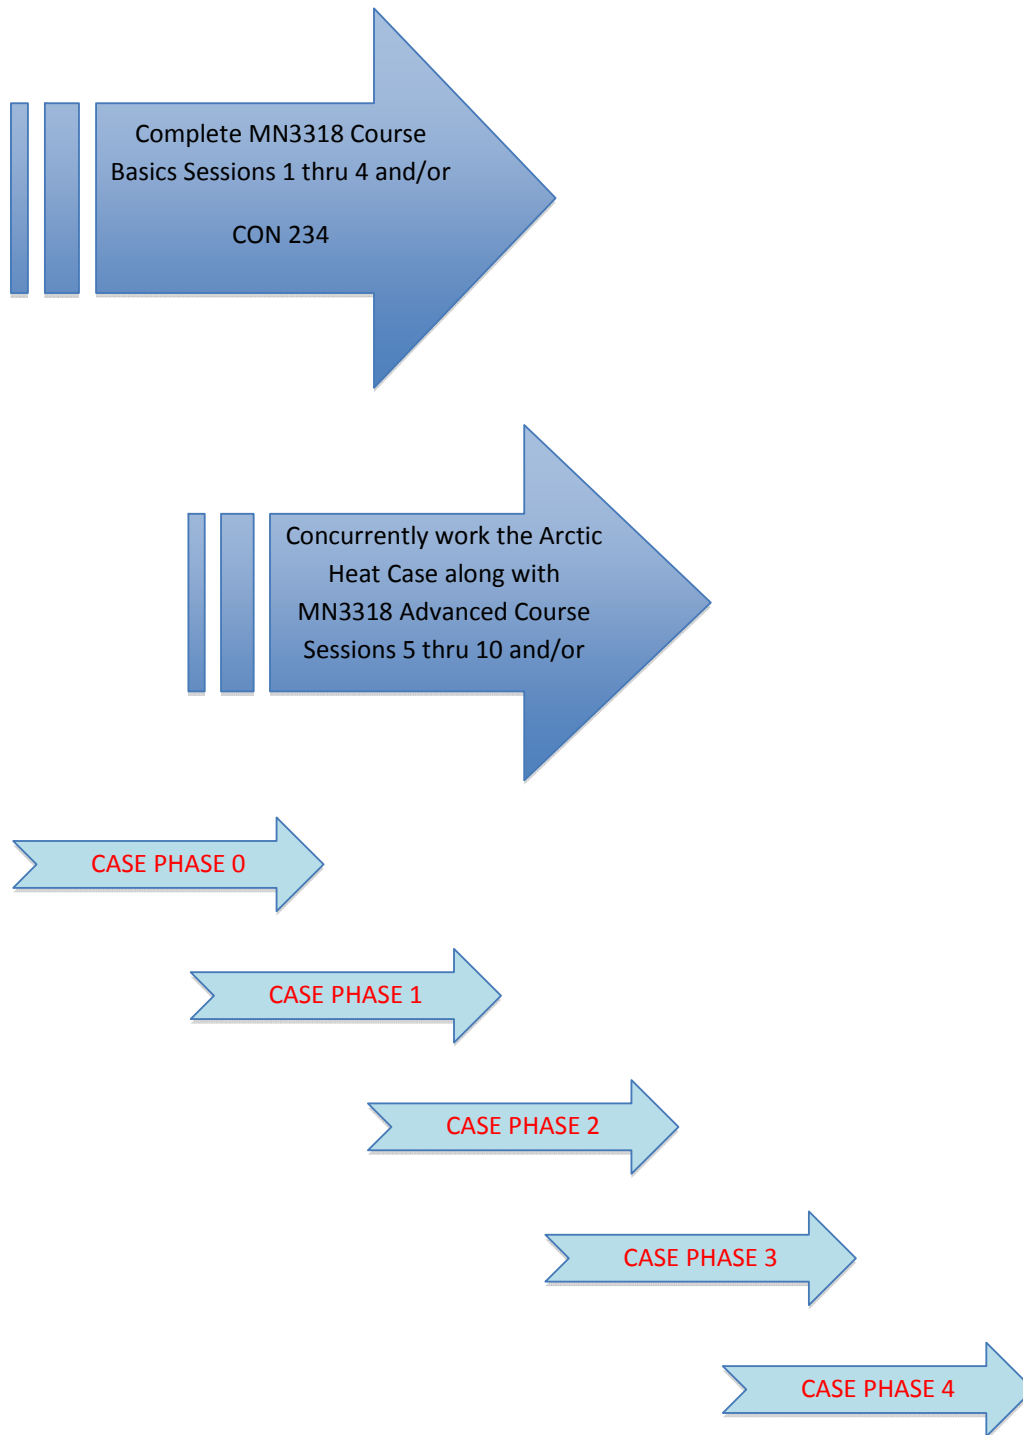 Complete MN3318 Course
Basics Sessions 1 thru 4 and/or
CON 234
Concurrently work the Arctic
Heat Case along with
MN3318 Advanced Course
Sessions 5 thru 10 and/or
CASE PHASE 0
CASE PHASE 1
CASE PHASE 2
CASE PHASE 3
CASE PHASE 4